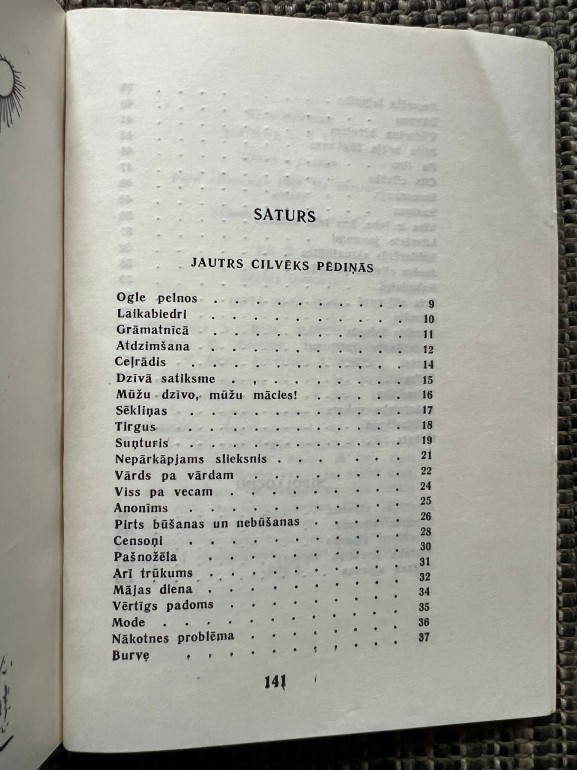 SATURS
JAUTRS CILVĒKS PĒDIŅĀS
Ogle pelnos . . . . . . . . . . 9
Laikabiedri . . . . . . . . . . 10
Grāmatnīcā . . . . . . . . . . 11
Atdzimšana . . . . . . . . . . 12
Ceļrādis . . . . . . . . . . 14
Dzīvā satiksme . . . . . . . . . 15
Mūžu dzīvo, mūžu mācies! . . . . . 16
Sēkliņas . . . . . . . . . . 17
Tirgus . . . . . . . . . . 18
Suņturis . . . . . . . . . . 19
Nepārkāpjams slieksnis . . . . . . 21
Vārds pa vārdam . . . . . . . . 22
Viss pa vecam . . . . . . . . 24
Anonīms . . . . . . . . . . 25
Pirts būšanas un nebūšanas . . . . . 26
Censoņi . . . . . . . . . . 28
Pašnožēla . . . . . . . . . . 30
Arī trūkums . . . . . . . . . 31
Mājas diena . . . . . . . . . 32
Vērtīgs padoms . . . . . . . . 34
Mode . . . . . . . . . . . 35
Nākotnes problēma . . . . . . . 36
Burve . . . . . . . . . . 37
141